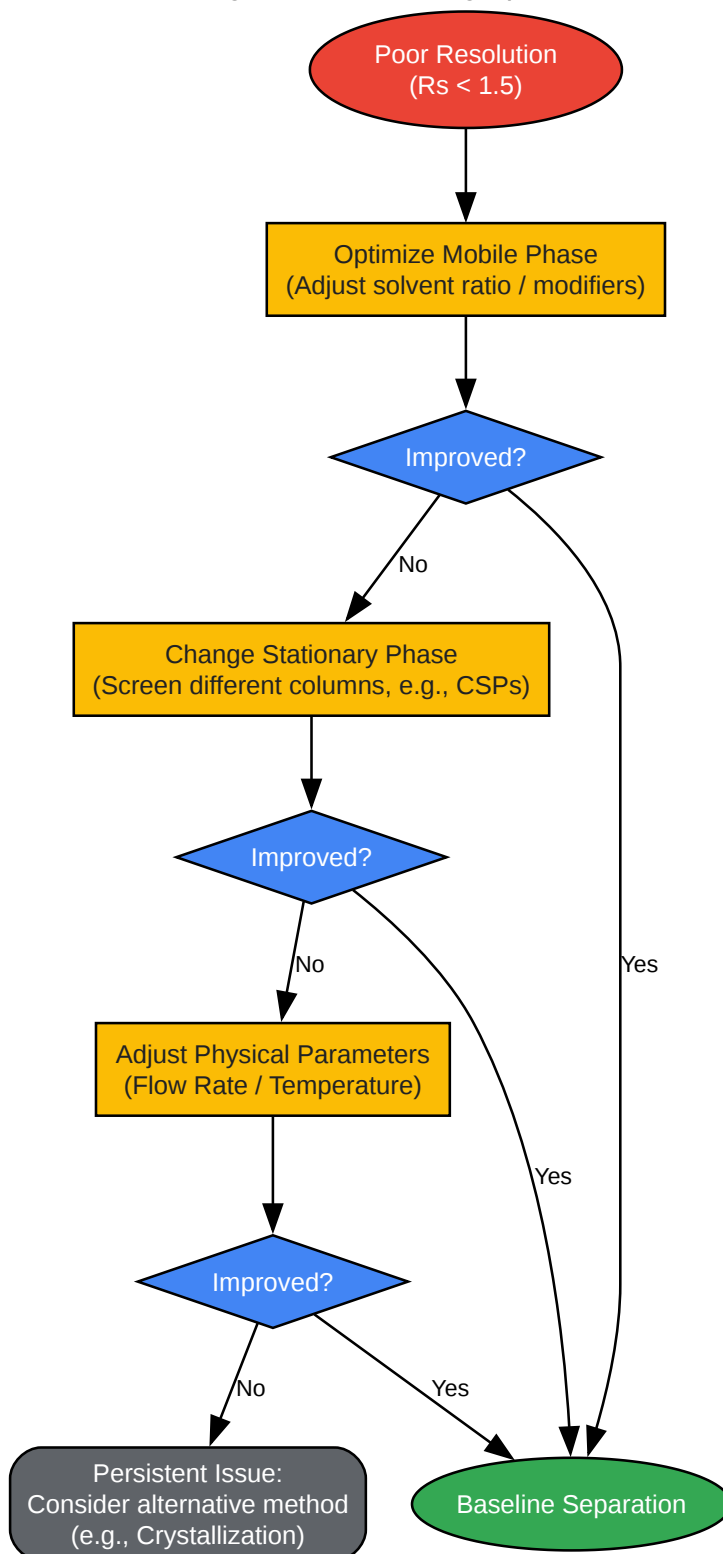 Poor Resolution
(Rs < 1.5)
Optimize Mobile Phase
(Adjust solvent ratio / modifiers)
Improved?
No
Change Stationary Phase
(Screen different columns, e.g., CSPs)
Improved?
No
Yes
Adjust Physical Parameters
(Flow Rate / Temperature)
Yes
Improved?
No
Yes
Persistent Issue:
Consider alternative method
(e.g., Crystallization)
Baseline Separation